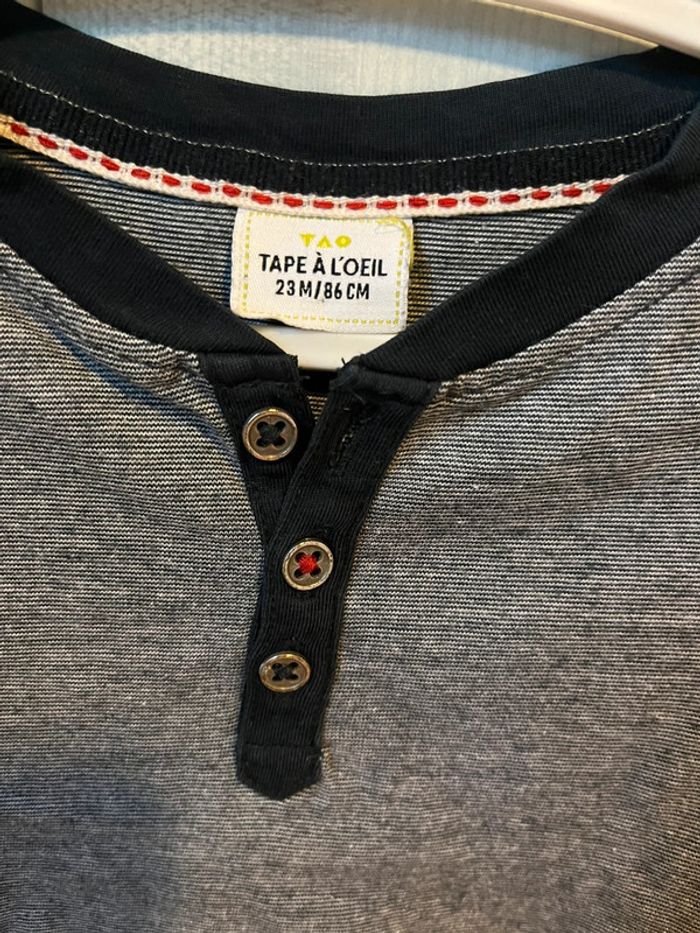 TAO
TAPE À L'OEIL
23M/86CM